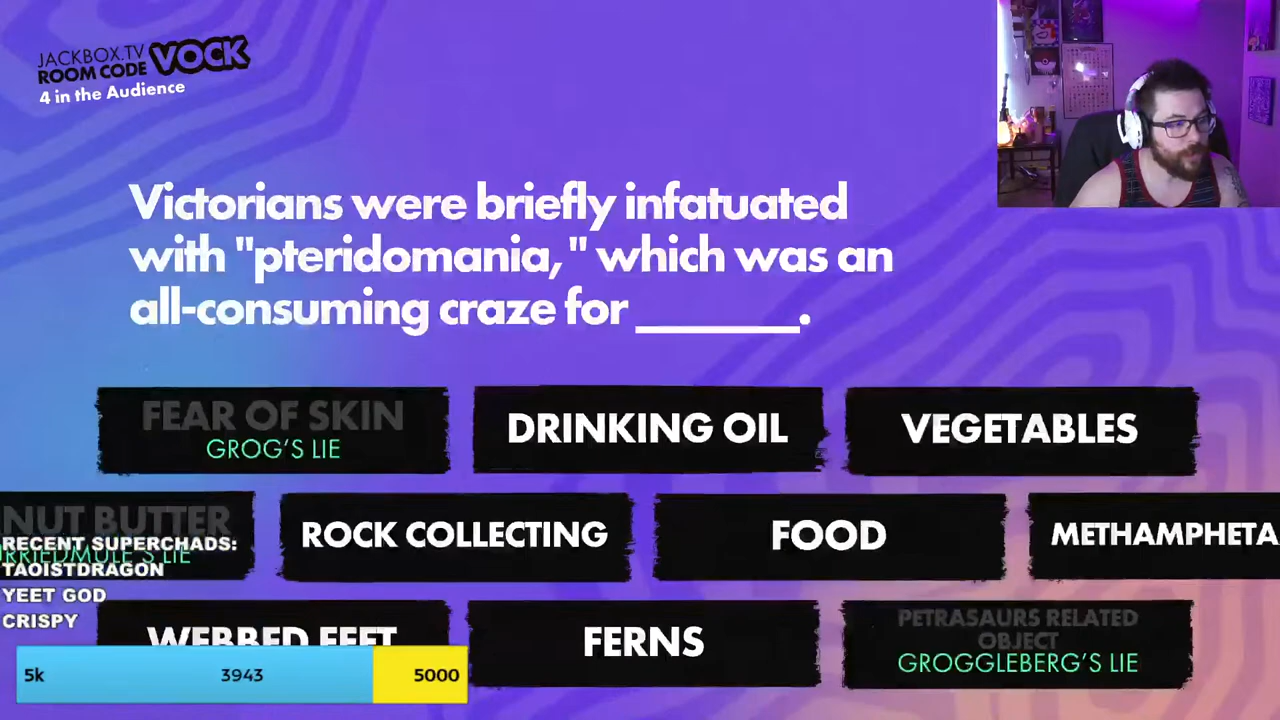 JACKBOX.TV
ROOM CODE VOCK
4 in the Audience
Victorians were briefly infatuated
with "pteridomania," which was an
all-consuming craze for ________.
FEAR OF SKIN
GROG'S LIE
DRINKING OIL
VEGETABLES
NUT BUTTER
RRIEDMULE'S LIE
ROCK COLLECTING
FOOD
METHAMPHETA
RECENT SUPERCHADS:
TAOISTDRAGON
YEET GOD
CRISPY
WEBBED FEET
FERNS
PETRASAURS RELATED
OBJECT
GROGGLEBERG'S LIE
5k 3943 5000